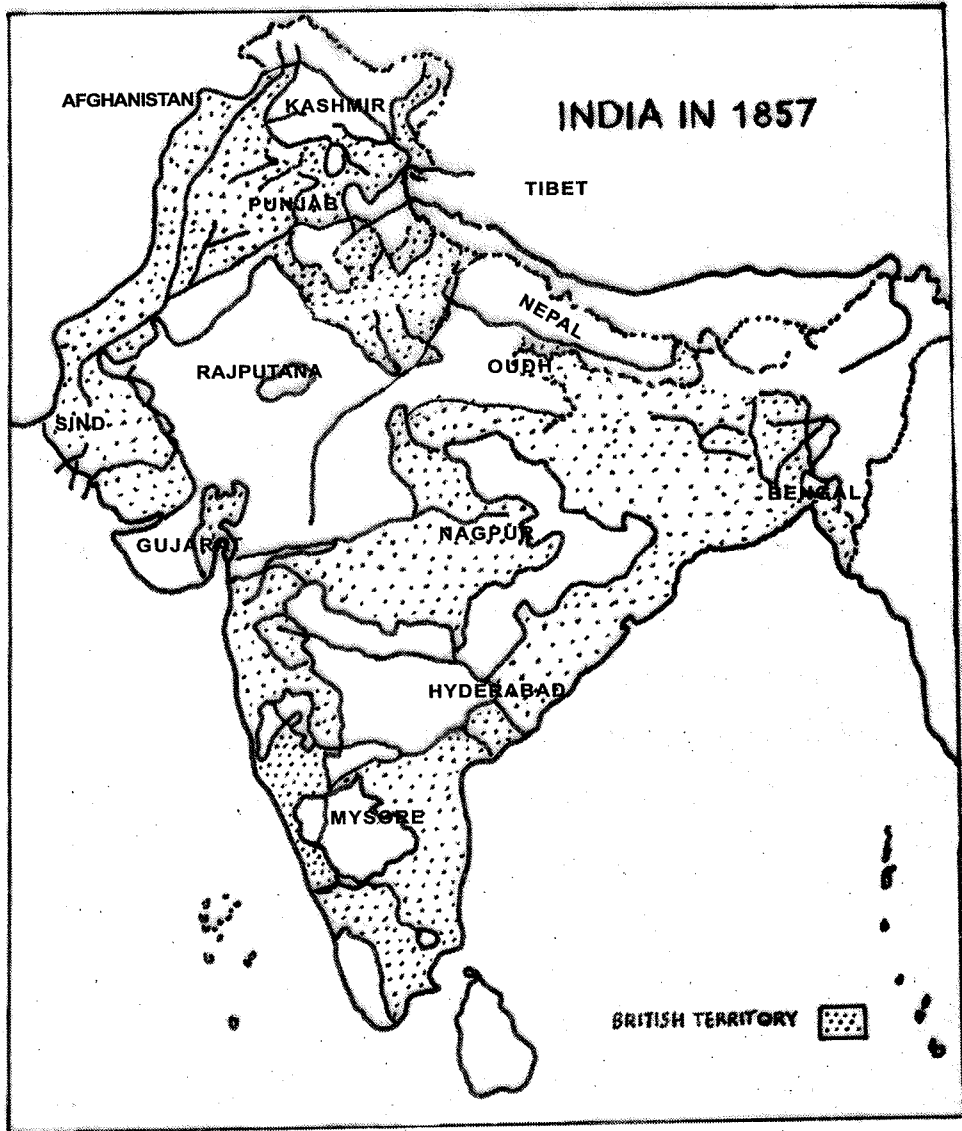 AFGHANISTAN
KASHMIR
INDIA IN 1857
TIBET
PUNJAB
NEPAL
RAJPUTANA
OUDH
SIND
BENGAL
GUJARAT
NAGPUR
HYDERABAD
MYSORE
BRITISH TERRITORY